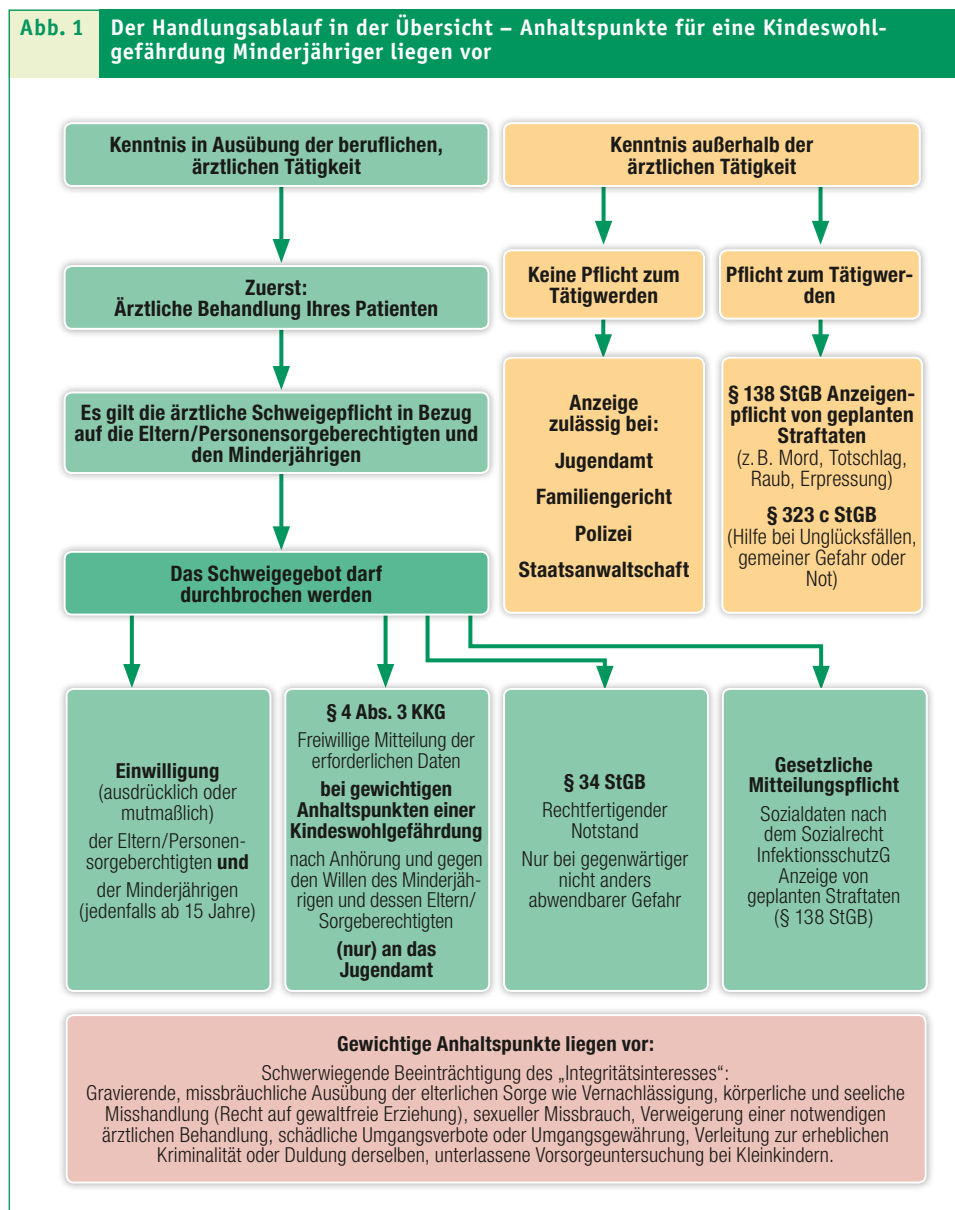 Abb. 1
Der Handlungsablauf in der Übersicht – Anhaltspunkte für eine Kindeswohl-
gefährdung Minderjähriger liegen vor
Kenntnis in Ausübung der beruflichen,
ärztlichen Tätigkeit
Kenntnis außerhalb der
ärztlichen Tätigkeit
Zuerst:
Ärztliche Behandlung Ihres Patienten
Keine Pflicht zum
Tätigwerden
Pflicht zum Tätigwer-
den
Es gilt die ärztliche Schweigepflicht in Bezug
auf die Eltern/Personensorgeberechtigten und
den Minderjährigen
Anzeige
zulässig bei:
Jugendamt
Familiengericht
Polizei
Staatsanwaltschaft
§ 138 StGB Anzeigen-
pflicht von geplanten
Straftaten
(z. B. Mord, Totschlag,
Raub, Erpressung)
§ 323 c StGB
(Hilfe bei Unglücksfällen,
gemeiner Gefahr oder
Not)
Das Schweigegebot darf
durchbrochen werden
Einwilligung
(ausdrücklich oder
mutmaßlich)
der Eltern/Personen-
sorgeberchtigten und
der Minderjährigen
(jedenfalls ab 15 Jahre)
§ 4 Abs. 3 KKG
Freiwillige Mitteilung der
erforderlichen Daten
bei gewichtigen
Anhaltspunkten einer
Kindeswohlgefährdung
nach Anhörung und gegen
den Willen des Minderjäh-
rigen und dessen Eltern/
Sorgeberechtigten
(nur) an das
Jugendamt
§ 34 StGB
Rechtfertigender
Notstand
Nur bei gegenwärtiger
nicht anders
abwendbarer Gefahr
Gesetzliche
Mitteilungspflicht
Sozialdaten nach
dem Sozialrecht
InfektionsschutzG
Anzeige von
geplanten Straftaten
(§ 138 StGB)
Gewichtige Anhaltspunkte liegen vor:
Schwerwiegende Beeinträchtigung des „Integritätsinteresses“:
Gravierende, missbräuchliche Ausübung der elterlichen Sorge wie Vernachlässigung, körperliche und seeliche
Misshandlung (Recht auf gewaltfreie Erziehung), sexueller Missbrauch, Verweigerung einer notwendigen
ärztlichen Behandlung, schädliche Umgangsverbote oder Umgangsgewährung, Verleitung zur erheblichen
Kriminalität oder Duldung derselben, unterlassene Vorsorgeuntersuchung bei Kleinkindern.